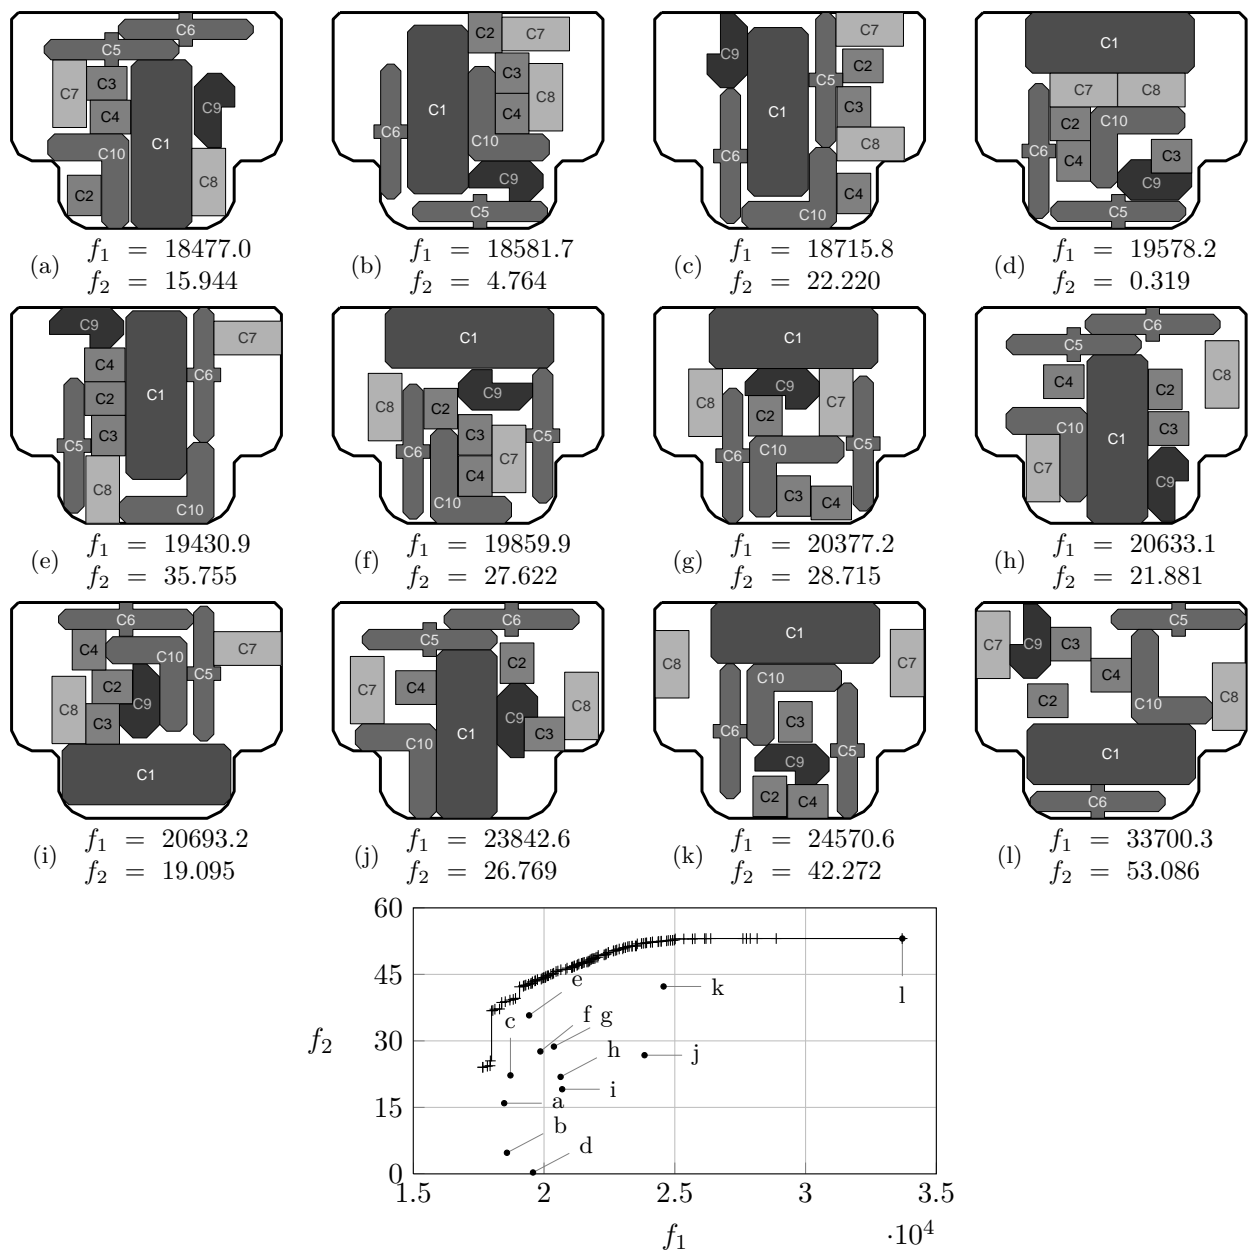 C6
C5
C3
C7
C9
C4
C1
C10
C8
C2
(a) f1 = 18477.0
f2 = 15.944
C2
C7
C3
C8
C1
C4
C6
C9
C5
(b) f1 = 18581.7
f2 = 4.764
C7
C9
C2
C5
C3
C1
C8
C6
C4
C10
(c) f1 = 18715.8
f2 = 22.220
C1
C7
C8
C2
C10
C6
C4
C3
C9
C5
(d) f1 = 19578.2
f2 = 0.319
C9
C7
C4
C6
C2
C1
C3
C5
C8
C10
(e) f1 = 19430.9
f2 = 35.755
C1
C8
C9
C2
C3
C5
C6
C7
C4
C10
(f) f1 = 19859.9
f2 = 27.622
C1
C9
C8
C7
C2
C5
C10
C6
C3
C4
(g) f1 = 20377.2
f2 = 28.715
C6
C5
C8
C4
C2
C10
C3
C1
C7
C9
(h) f1 = 20633.1
f2 = 21.881
C6
C7
C4
C10
C5
C2
C9
C8
C3
C1
(i) f1 = 20693.2
f2 = 19.095
C6
C5
C2
C7
C4
C8
C9
C3
C10
C1
(j) f1 = 23842.6
f2 = 26.769
C1
C8
C7
C10
C3
C6
C5
C9
C2
C4
(k) f1 = 24570.6
f2 = 42.272
C5
C3
C9
C7
C4
C8
C2
C10
C1
C6
(l) f1 = 33700.3
f2 = 53.086
60
45
30
15
0
f2
e
k
l
c
f
g
h
j
i
a
b
d
1.5 2 2.5 3 3.5
f1
·10^4